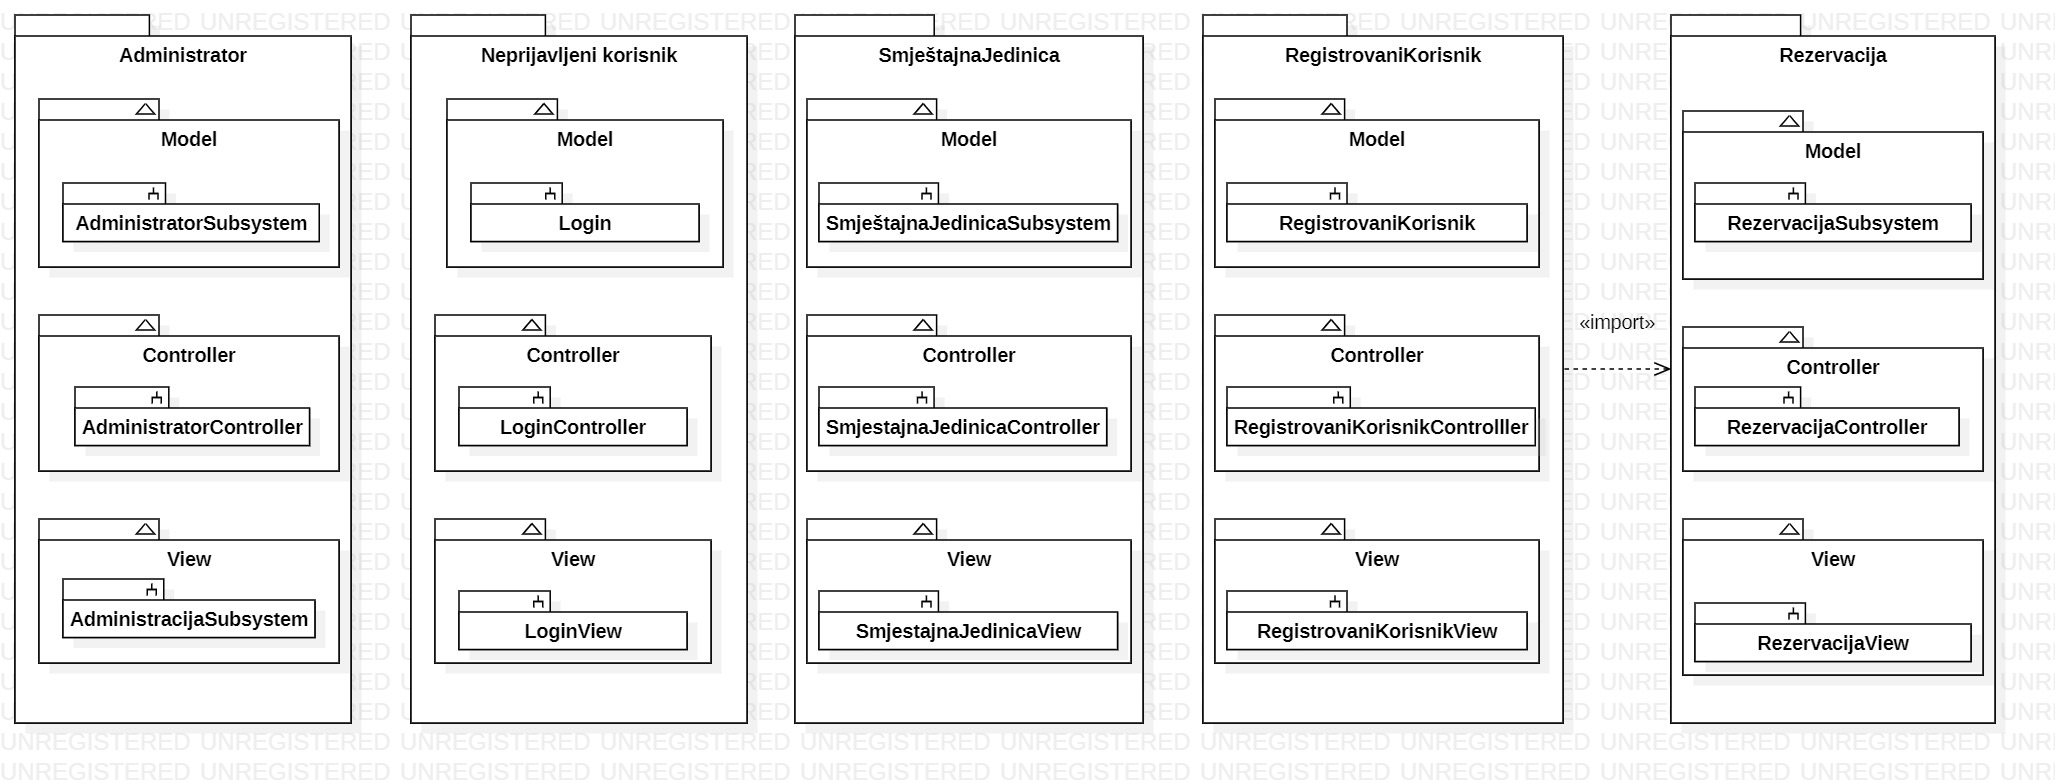 Administrator
Model
AdministratorSubsystem
Controller
AdministratorController
View
AdministracijaSubsystem
Neprijavljeni korisnik
Model
Login
Controller
LoginController
View
LoginView
SmještajnaJedinica
Model
SmještajnaJedinicaSubsystem
Controller
SmjestajnaJedinicaController
View
SmjestajnaJedinicaView
RegistrovaniKorisnik
Model
RegistrovaniKorisnik
Controller
RegistrovaniKorisnikControlller
View
RegistrovaniKorisnikView
«import»
Rezervacija
Model
RezervacijaSubsystem
Controller
RezervacijaController
View
RezervacijaView
UNREGISTERED UNREGISTERED UNREGISTERED UNREGISTERED UNREGISTERED UNREGISTERED UNREGISTERED UNREGISTERED UNREGISTERED UNREGISTERED UNR